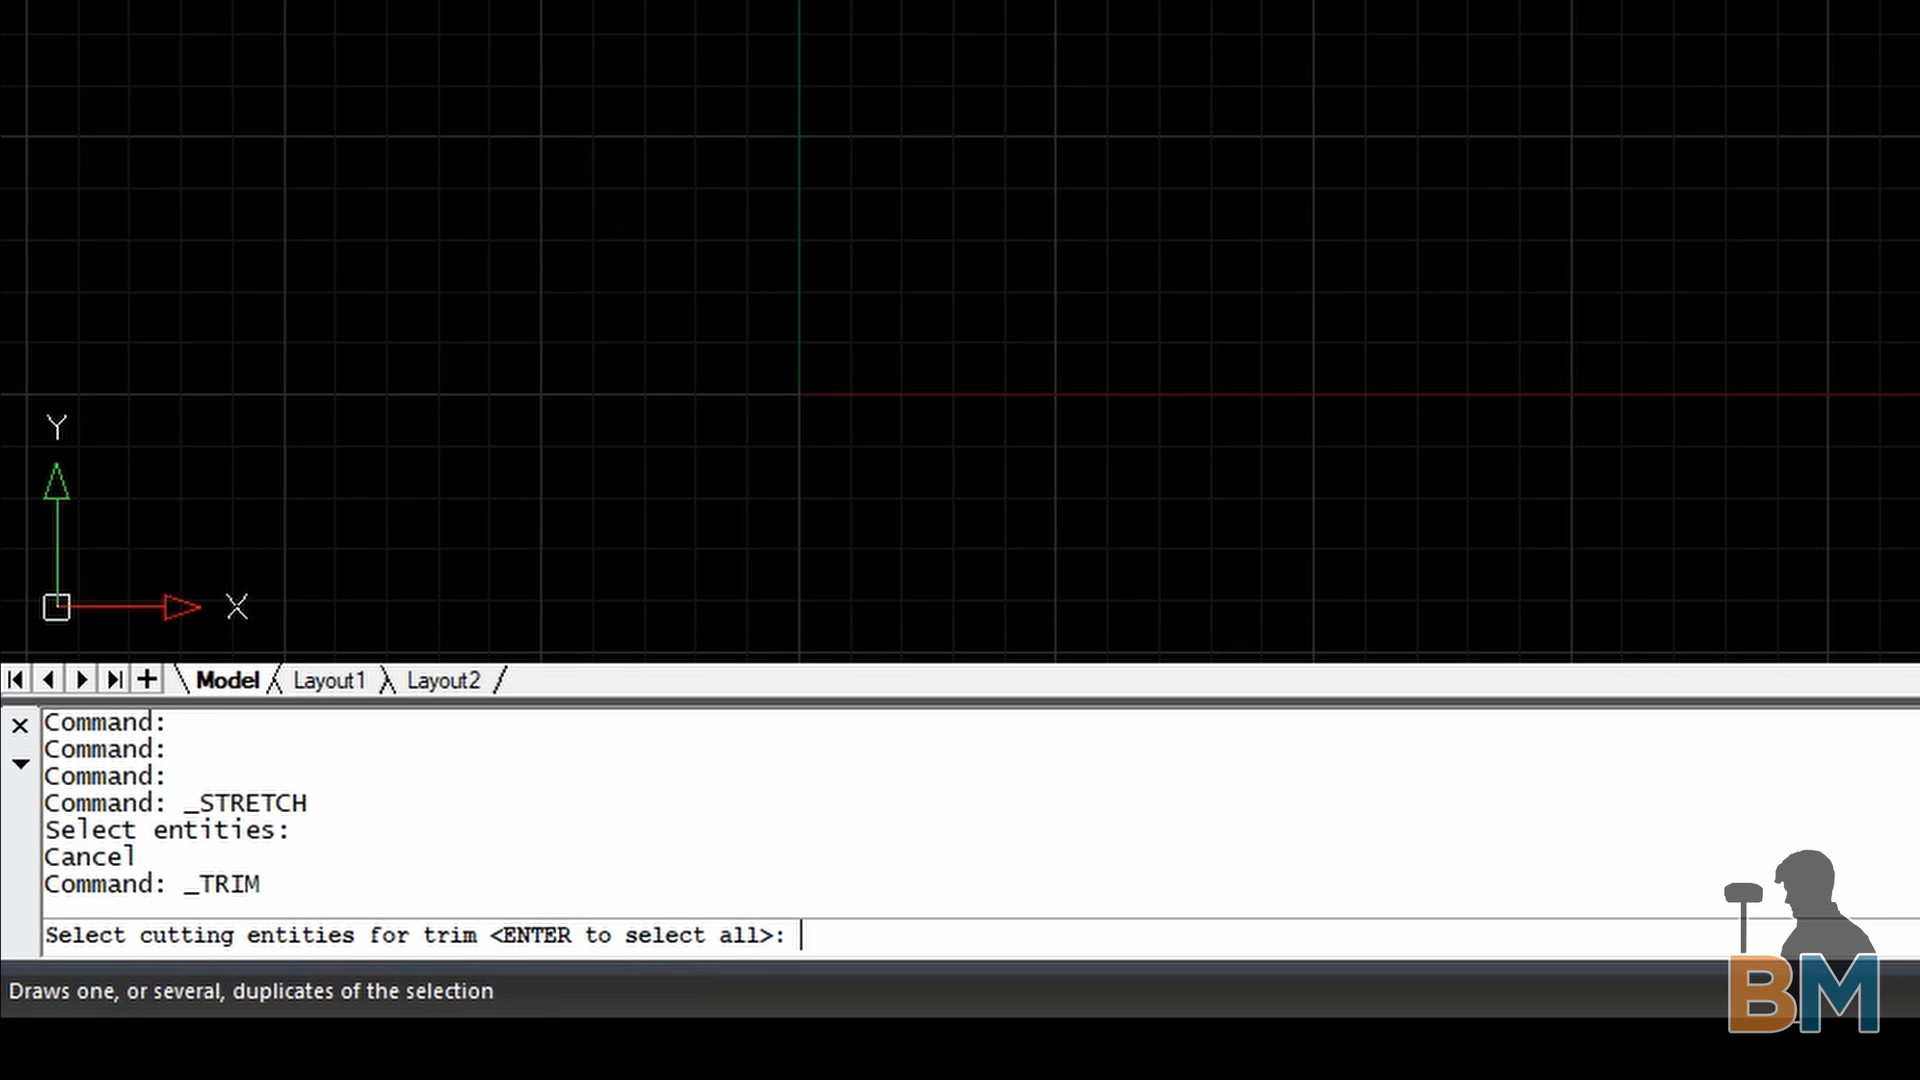 Y
X
Model Layout1 Layout2
Command:
Command:
Command:
Command: _STRETCH
Select entities:
Cancel
Command: _TRIM
Select cutting entities for trim <ENTER to select all>:
Draws one, or several, duplicates of the selection
BM